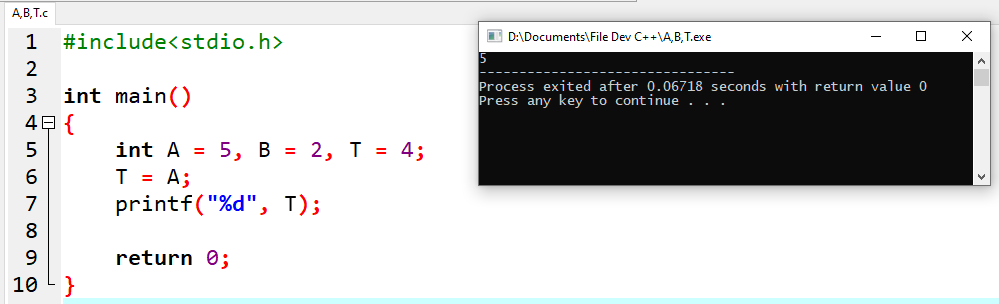 A,B,T.c
1 #include<stdio.h>
2
3 int main()
4 {
5 int A = 5, B = 2, T = 4;
6 T = A;
7 printf("%d", T);
8
9 return 0;
10 }
D:\Documents\File Dev C++\A,B,T.exe
5
--------------------------------
Process exited after 0.06718 seconds with return value 0
Press any key to continue . . .